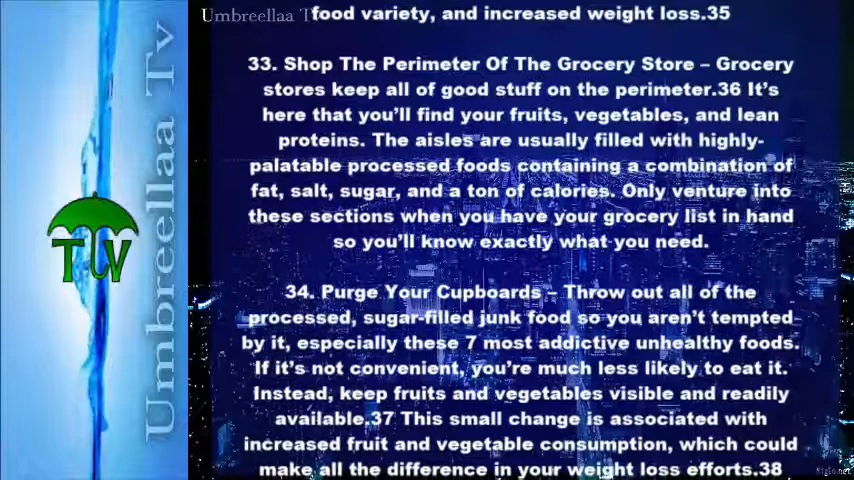 Umbreellaa Tv
TV
Umbreellaa T
food variety, and increased weight loss.35
33. Shop The Perimeter Of The Grocery Store – Grocery
stores keep all of good stuff on the perimeter.36 It’s
here that you’ll find your fruits, vegetables, and lean
proteins. The aisles are usually filled with highly-
palatable processed foods containing a combination of
fat, salt, sugar, and a ton of calories. Only venture into
these sections when you have your grocery list in hand
so you’ll know exactly what you need.
34. Purge Your Cupboards – Throw out all of the
processed, sugar-filled junk food so you aren’t tempted
by it, especially these 7 most addictive unhealthy foods.
If it’s not convenient, you’re much less likely to eat it.
Instead, keep fruits and vegetables visible and readily
available.37 This small change is associated with
increased fruit and vegetable consumption, which could
make all the difference in your weight loss efforts.38